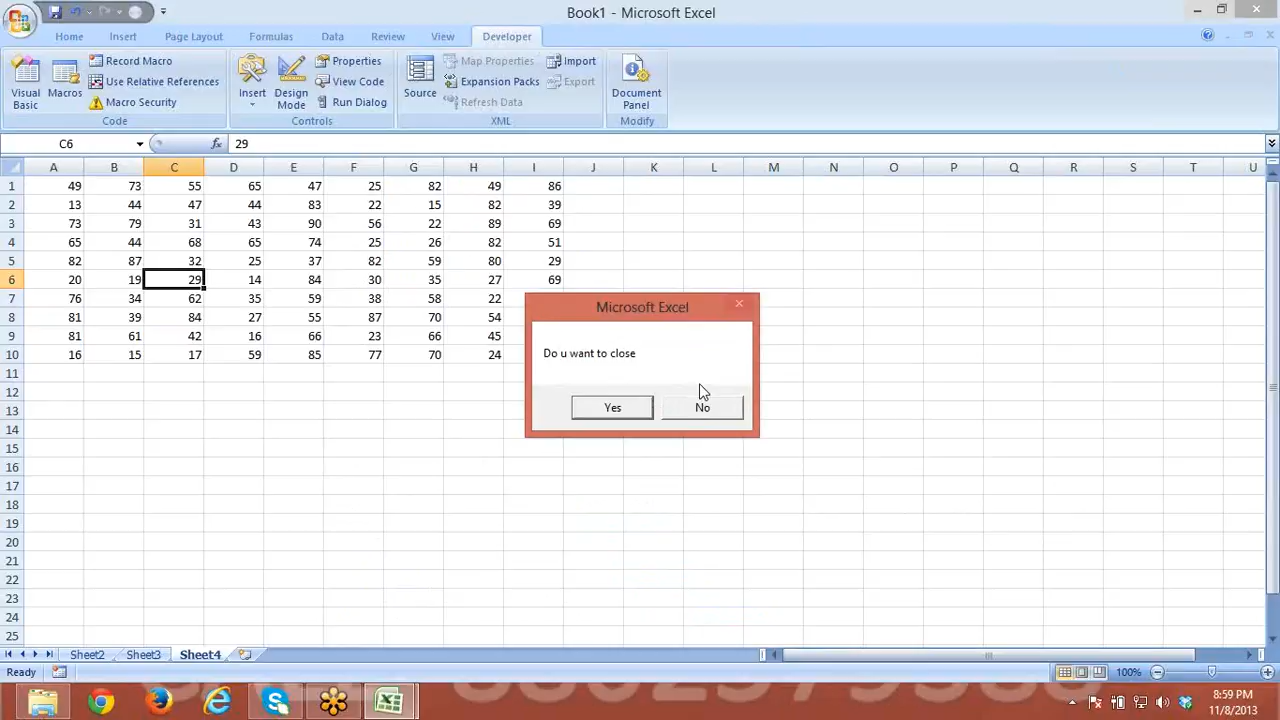 Book1 - Microsoft Excel
Home Insert Page Layout Formulas Data Review View Developer
Visual Basic
Macros
Record Macro
Use Relative References
Macro Security
Code
Insert
Design Mode
Properties
View Code
Run Dialog
Controls
Source
Map Properties
Expansion Packs
Refresh Data
Import
Export
XML
Document Panel
Modify
C6 fx 29
A B C D E F G H I J K L M N O P Q R S T U
1 49 73 55 65 47 25 82 49 86
2 13 44 47 44 83 22 15 82 39
3 73 79 31 43 90 56 22 89 69
4 65 44 68 65 74 25 26 82 51
5 82 87 32 25 37 82 59 80 29
6 20 19 29 14 84 30 35 27 69
7 76 34 62 35 59 38 58 22
8 81 39 84 27 55 87 70 54
9 81 61 42 16 66 23 66 45
10 16 15 17 59 85 77 70 24
11
12
13
14
15
16
17
18
19
20
21
22
23
24
25
Microsoft Excel
Do u want to close
Yes No
Sheet2 Sheet3 Sheet4
Ready 100%
8:59 PM
11/8/2013